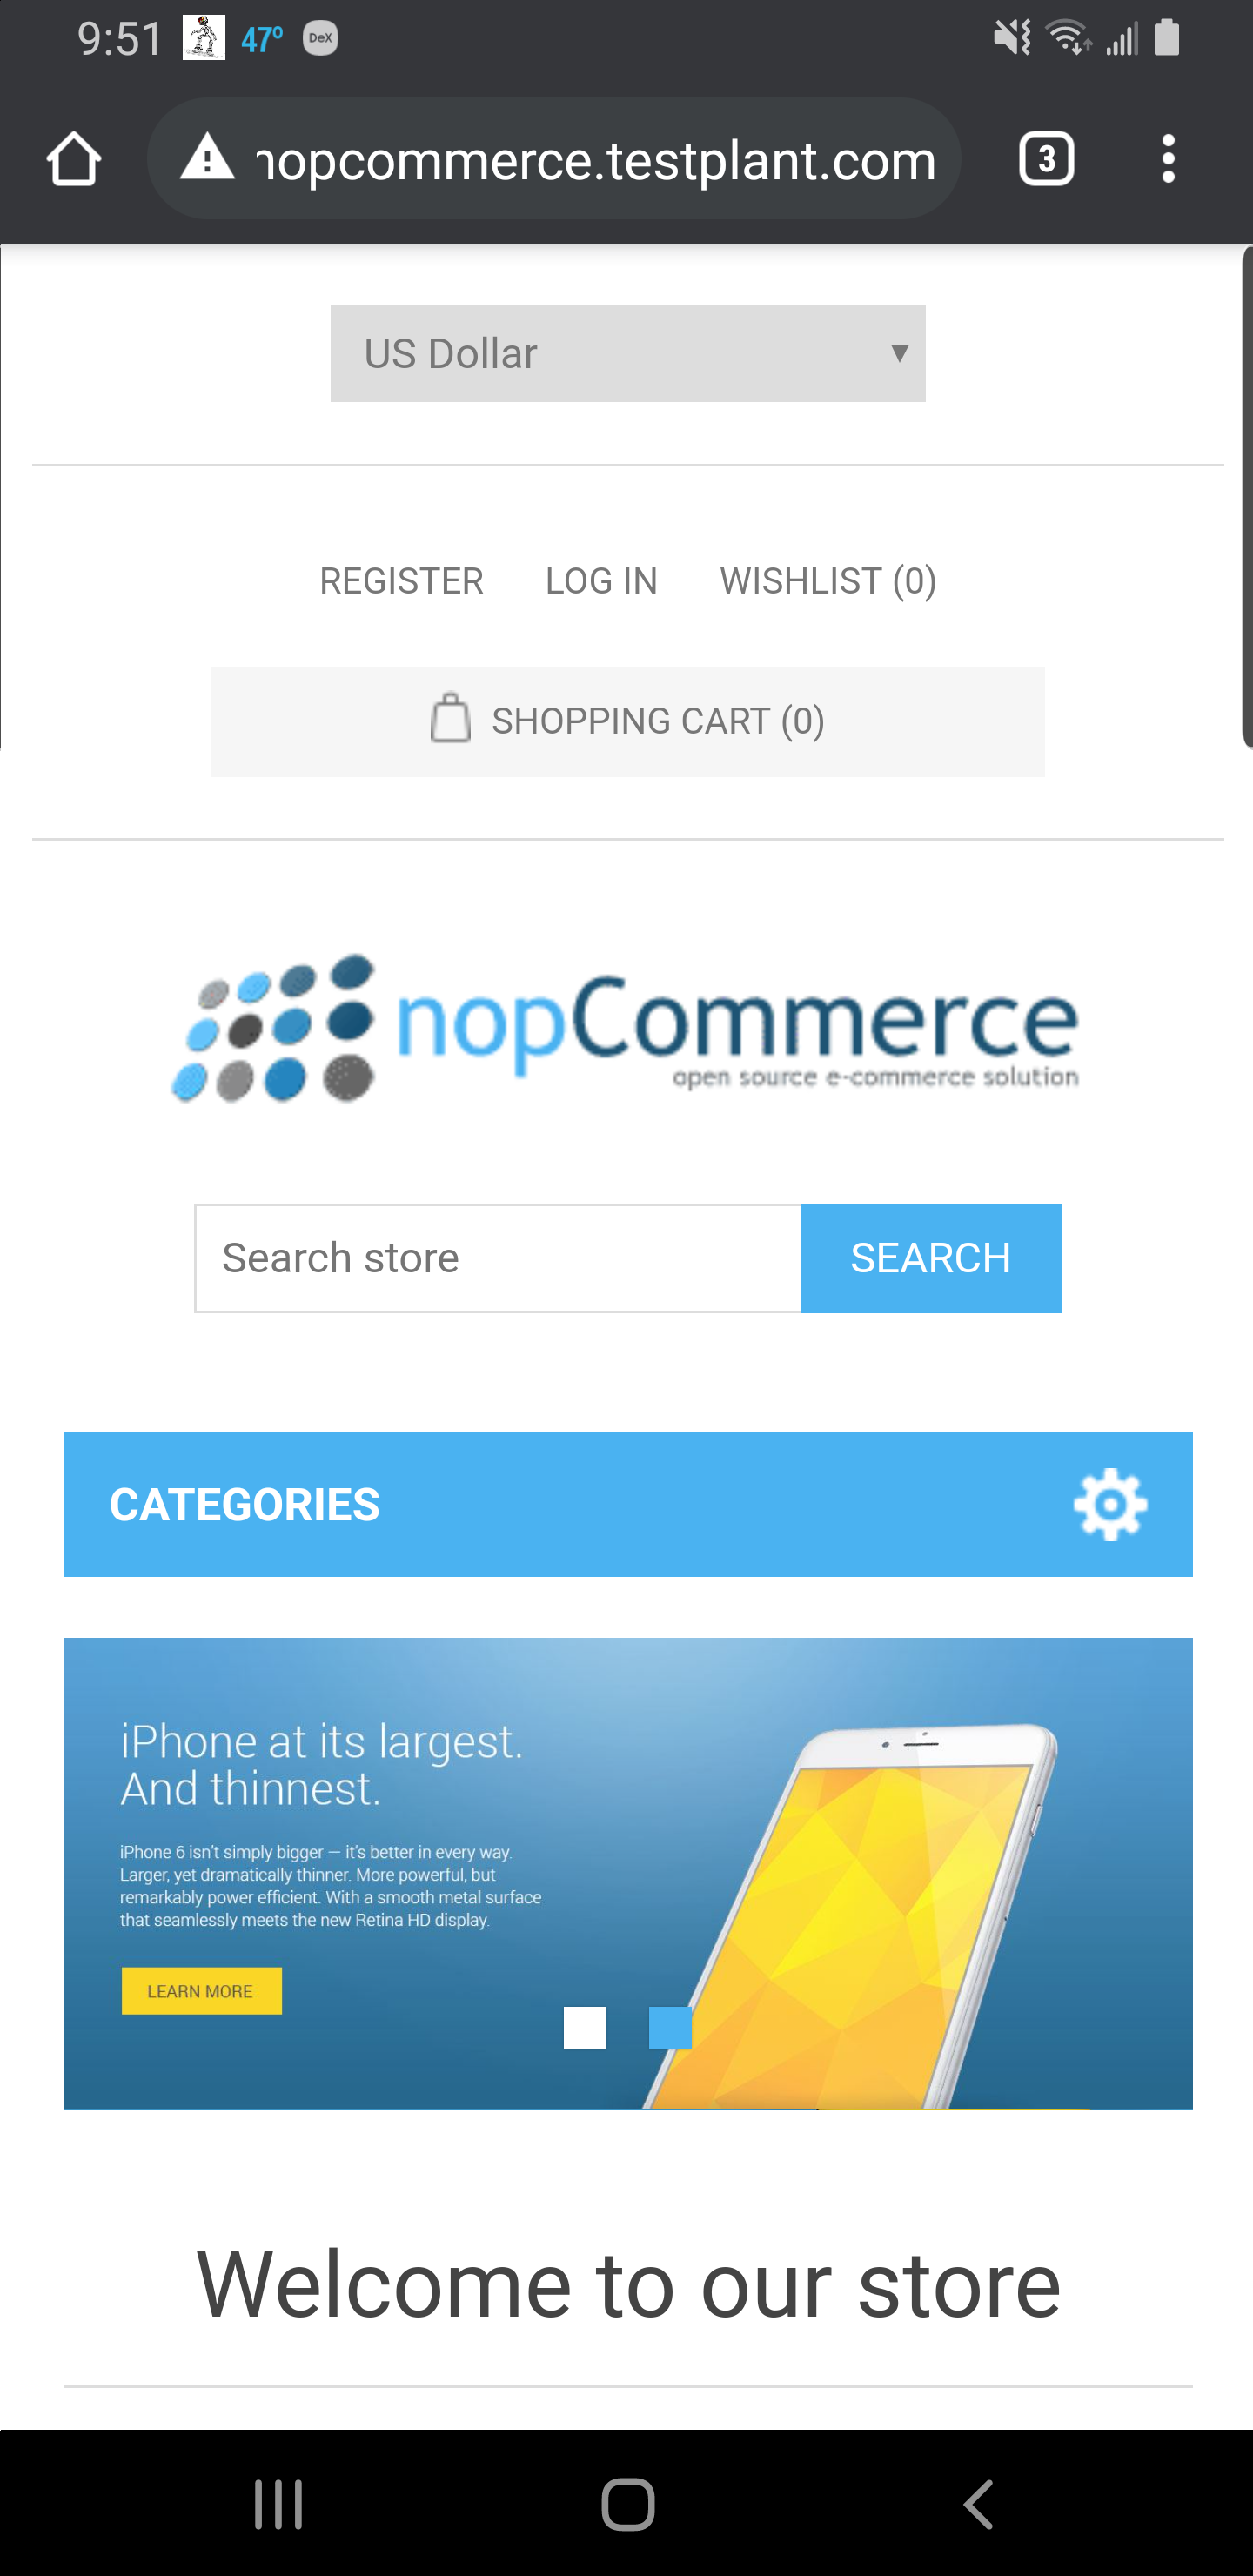 9:51 47° DeX
nopcommerce.testplant.com 3
US Dollar
REGISTER LOG IN WISHLIST (0)
SHOPPING CART (0)
nopCommerce
open source e-commerce solution
Search store SEARCH
CATEGORIES
iPhone at its largest.
And thinnest.
iPhone 6 isn't simply bigger — it's better in every way.
Larger, yet dramatically thinner. More powerful, but
remarkably power efficient. With a smooth metal surface
that seamlessly meets the new Retina HD display.
LEARN MORE
Welcome to our store